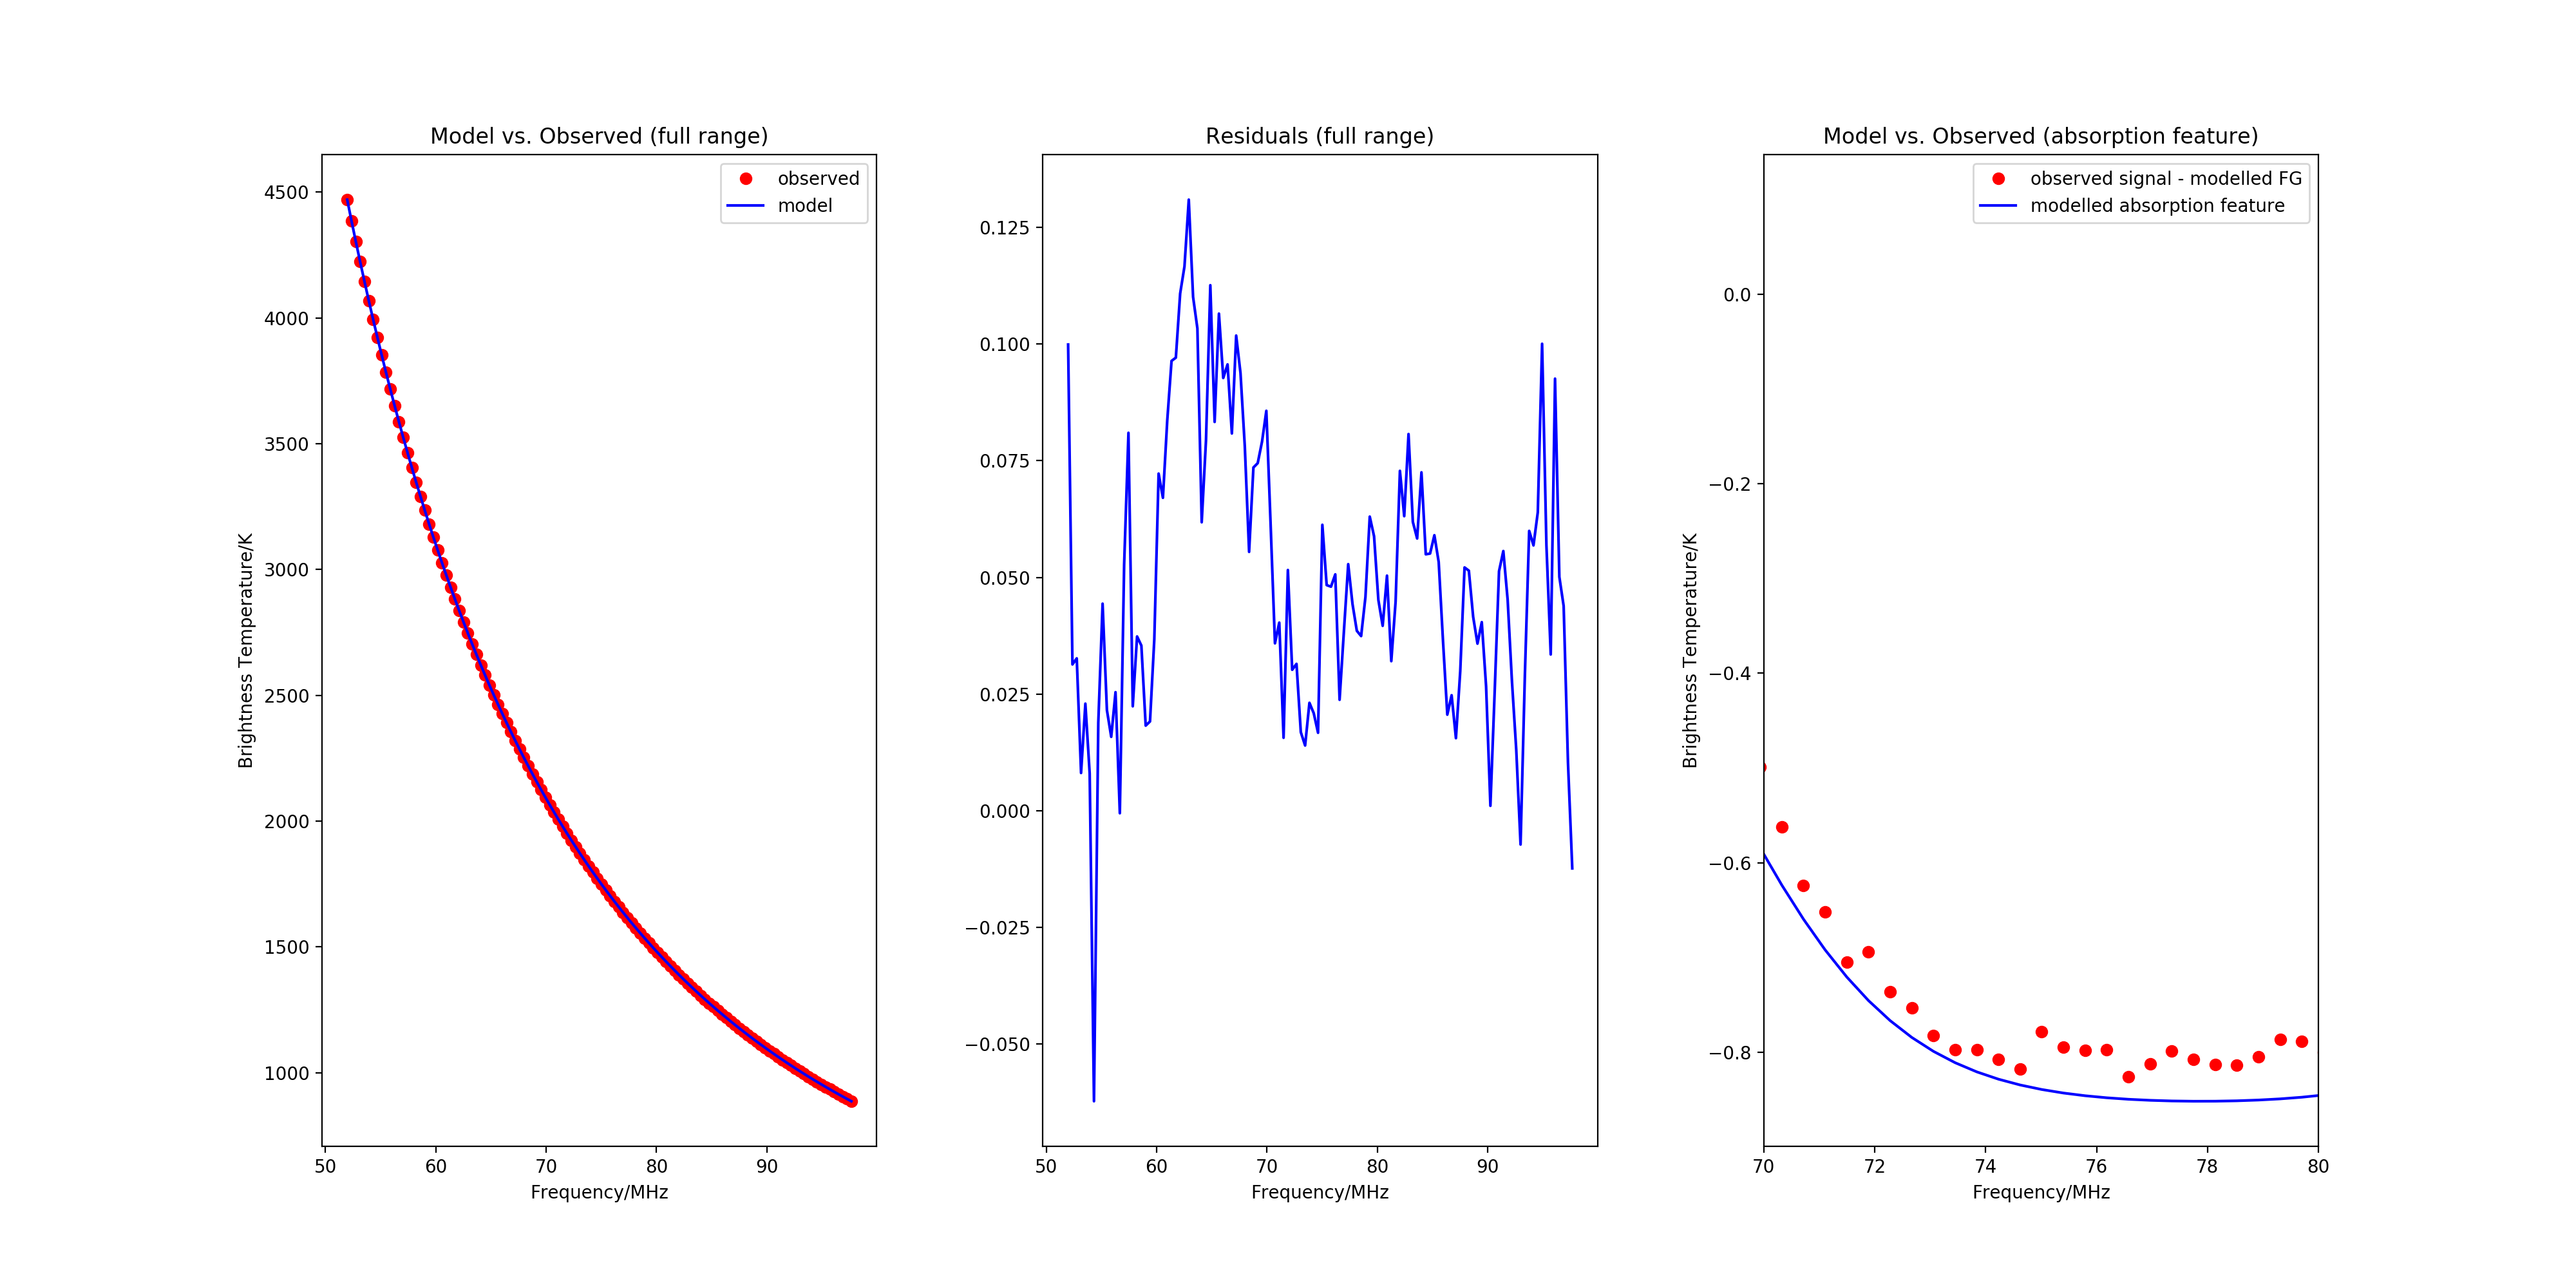 Model vs. Observed (full range)
observed
model
4500
4000
3500
3000
2500
2000
1500
1000
Brightness Temperature/K
50 60 70 80 90
Frequency/MHz
Residuals (full range)
0.125
0.100
0.075
0.050
0.025
0.000
−0.025
−0.050
50 60 70 80 90
Frequency/MHz
Model vs. Observed (absorption feature)
observed signal - modelled FG
modelled absorption feature
0.0
−0.2
−0.4
−0.6
−0.8
Brightness Temperature/K
70 72 74 76 78 80
Frequency/MHz